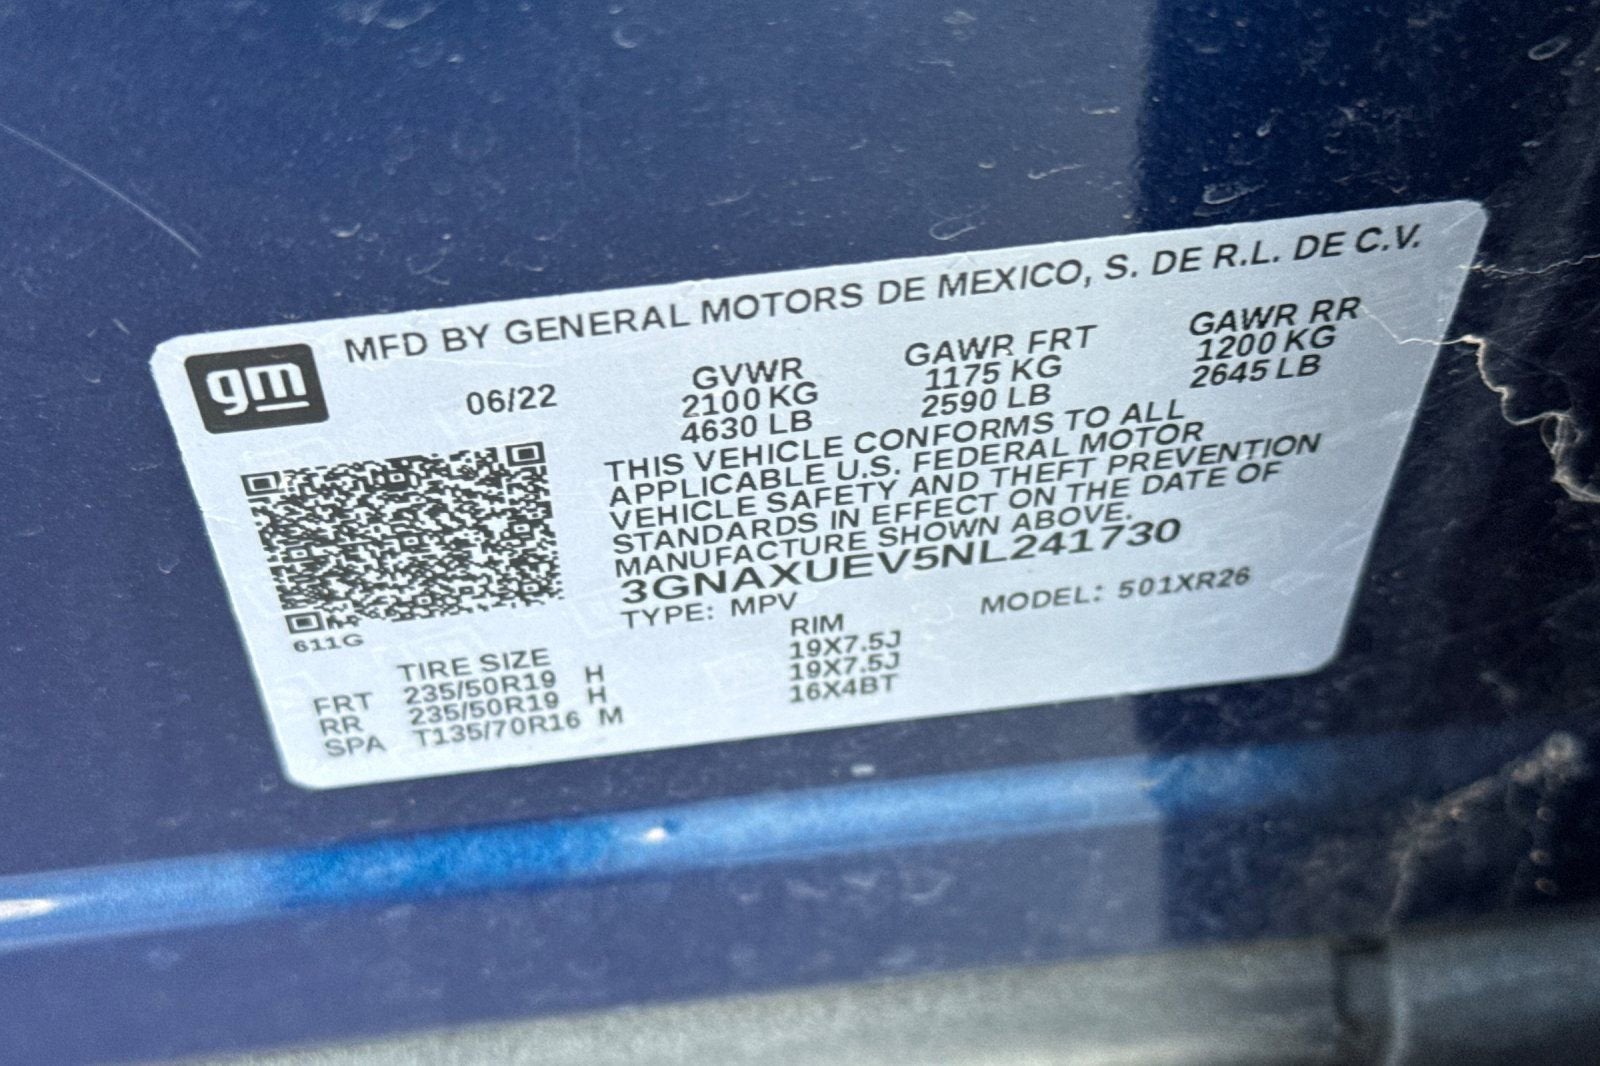 MFD BY GENERAL MOTORS DE MEXICO, S. DE R.L. DE C.V.
gm
06/22
GVWR GAWR FRT GAWR RR
2100 KG 1175 KG 1200 KG
4630 LB 2590 LB 2645 LB
THIS VEHICLE CONFORMS TO ALL
APPLICABLE U.S. FEDERAL MOTOR
VEHICLE SAFETY AND THEFT PREVENTION
STANDARDS IN EFFECT ON THE DATE OF
MANUFACTURE SHOWN ABOVE.
3GNAXUEV5NL241730
TYPE: MPV MODEL: 501XR26
611G
TIRE SIZE RIM
FRT 235/50R19 H 19X7.5J
RR 235/50R19 H 19X7.5J
SPA T135/70R16 M 16X4BT